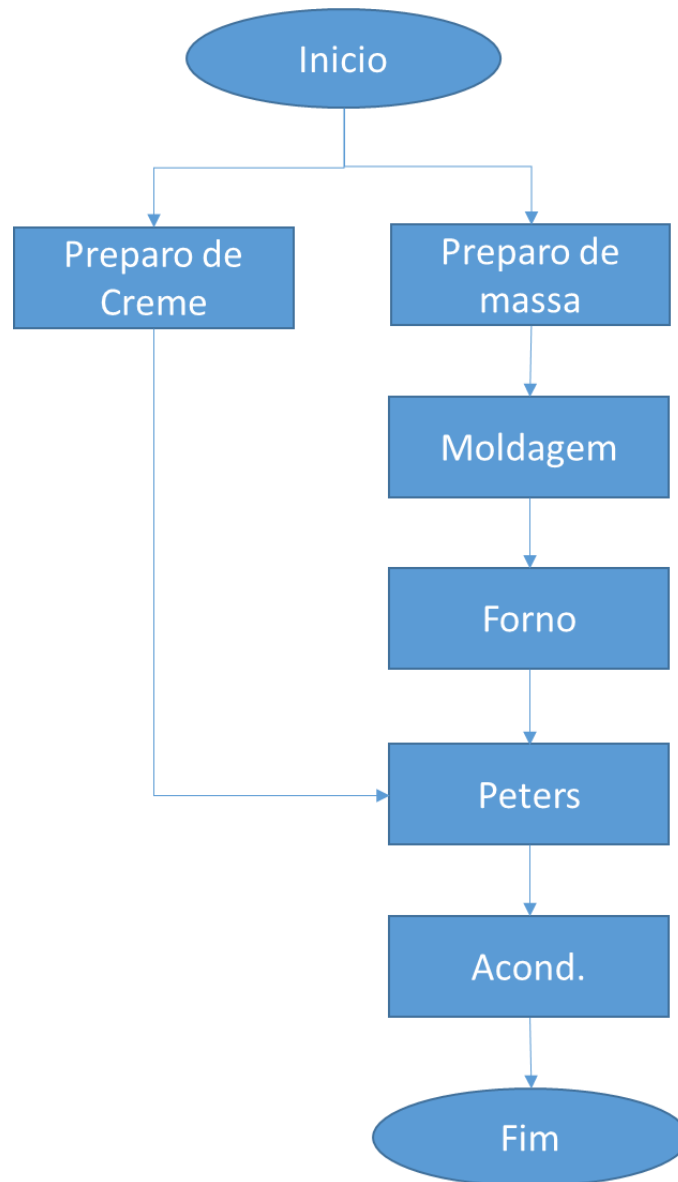 Inicio
Preparo de
Creme
Preparo de
massa
Moldagem
Forno
Peters
Acond.
Fim